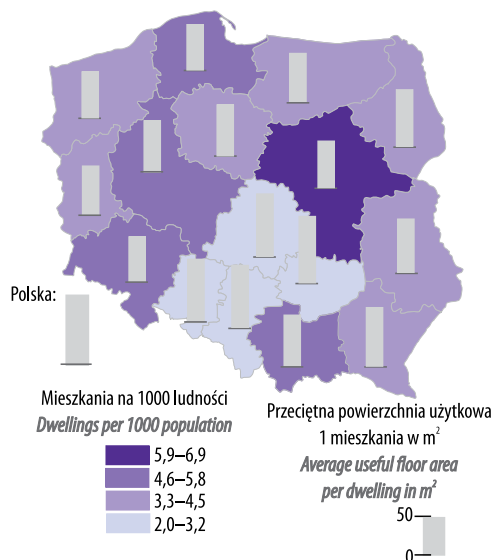 Polska:
Mieszkania na 1000 ludności
Dwellings per 1000 population
5,9–6,9
4,6–5,8
3,3–4,5
2,0–3,2
Przeciętna powierzchnia użytkowa
1 mieszkania w m²
Average useful floor area
per dwelling in m²
50
0